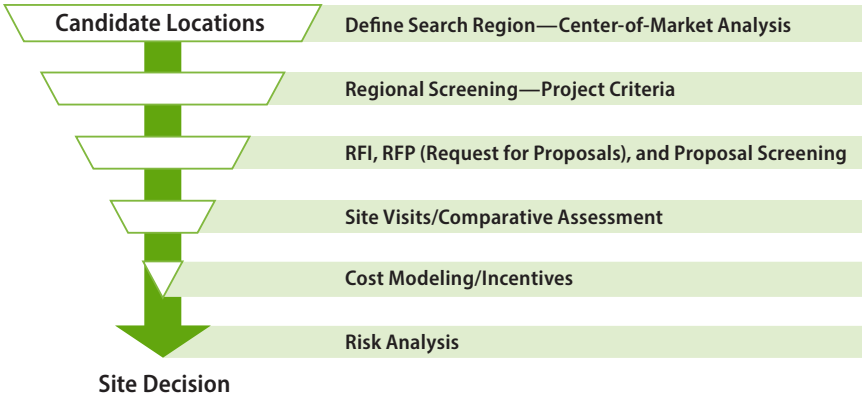 Candidate Locations
Define Search Region—Center-of-Market Analysis
Regional Screening—Project Criteria
RFI, RFP (Request for Proposals), and Proposal Screening
Site Visits/Comparative Assessment
Cost Modeling/Incentives
Risk Analysis
Site Decision